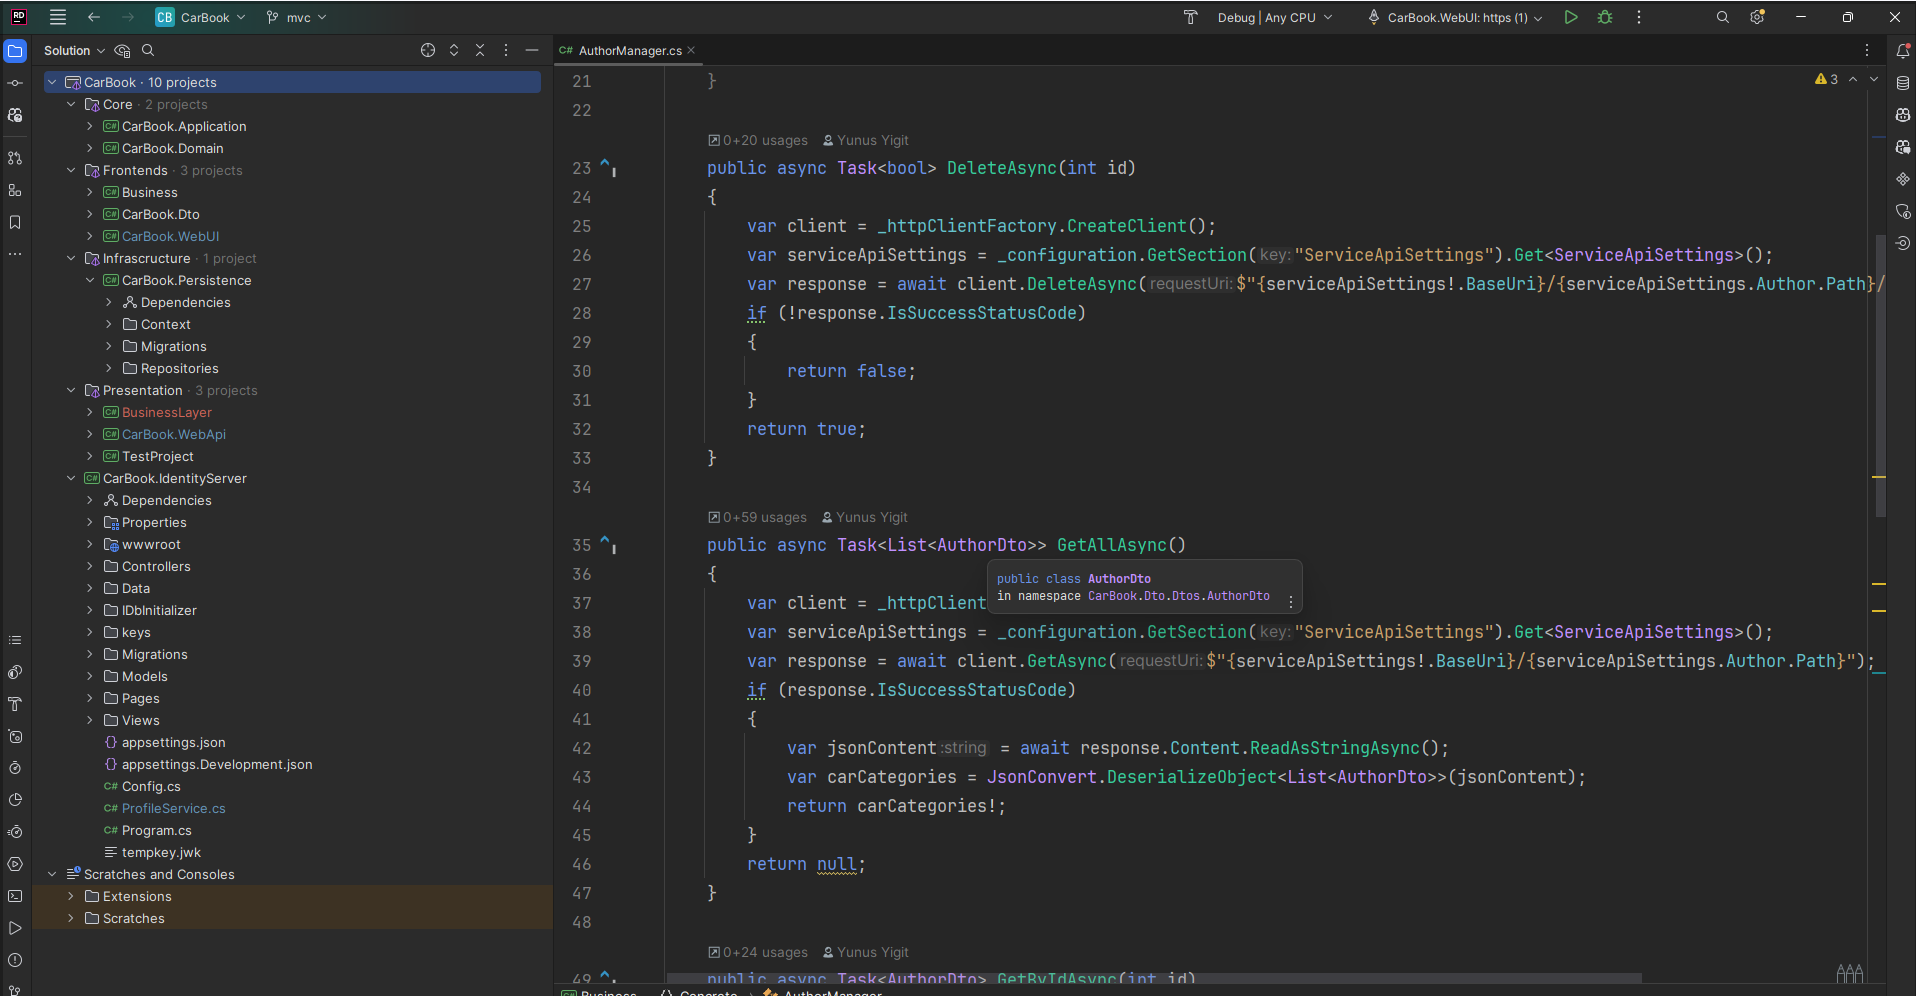 RD
CB CarBook
mvc
Debug | Any CPU
CarBook.WebUI: https (1)
Solution
CarBook · 10 projects
Core · 2 projects
C# CarBook.Application
C# CarBook.Domain
Frontends · 3 projects
C# Business
C# CarBook.Dto
C# CarBook.WebUI
Infrascructure · 1 project
C# CarBook.Persistence
Dependencies
Context
Migrations
Repositories
Presentation · 3 projects
C# BusinessLayer
C# CarBook.WebApi
C# TestProject
C# CarBook.IdentityServer
Dependencies
Properties
wwwroot
Controllers
Data
IDbInitializer
keys
Migrations
Models
Pages
Views
{} appsettings.json
{} appsettings.Development.json
C# Config.cs
C# ProfileService.cs
C# Program.cs
tempkey.jwk
Scratches and Consoles
Extensions
Scratches
C# AuthorManager.cs
3
21 }
22
0+20 usages Yunus Yigit
23 public async Task<bool> DeleteAsync(int id)
24 {
25 var client = _httpClientFactory.CreateClient();
26 var serviceApiSettings = _configuration.GetSection( key: "ServiceApiSettings").Get<ServiceApiSettings>();
27 var response = await client.DeleteAsync( requestUri: $"{serviceApiSettings!.BaseUri}/{serviceApiSettings.Author.Path}/
28 if (!response.IsSuccessStatusCode)
29 {
30 return false;
31 }
32 return true;
33 }
34
0+59 usages Yunus Yigit
35 public async Task<List<AuthorDto>> GetAllAsync()
36 {
37 var client = _httpClient
public class AuthorDto
in namespace CarBook.Dto.Dtos.AuthorDto
38 var serviceApiSettings = _configuration.GetSection( key: "ServiceApiSettings").Get<ServiceApiSettings>();
39 var response = await client.GetAsync( requestUri: $"{serviceApiSettings!.BaseUri}/{serviceApiSettings.Author.Path}");
40 if (response.IsSuccessStatusCode)
41 {
42 var jsonContent :string = await response.Content.ReadAsStringAsync();
43 var carCategories = JsonConvert.DeserializeObject<List<AuthorDto>>(jsonContent);
44 return carCategories!;
45 }
46 return null;
47 }
48
0+24 usages Yunus Yigit
49 public async Task<AuthorDto> GetByIdAsync(int id)
C# Business {} Concrete AuthorManager